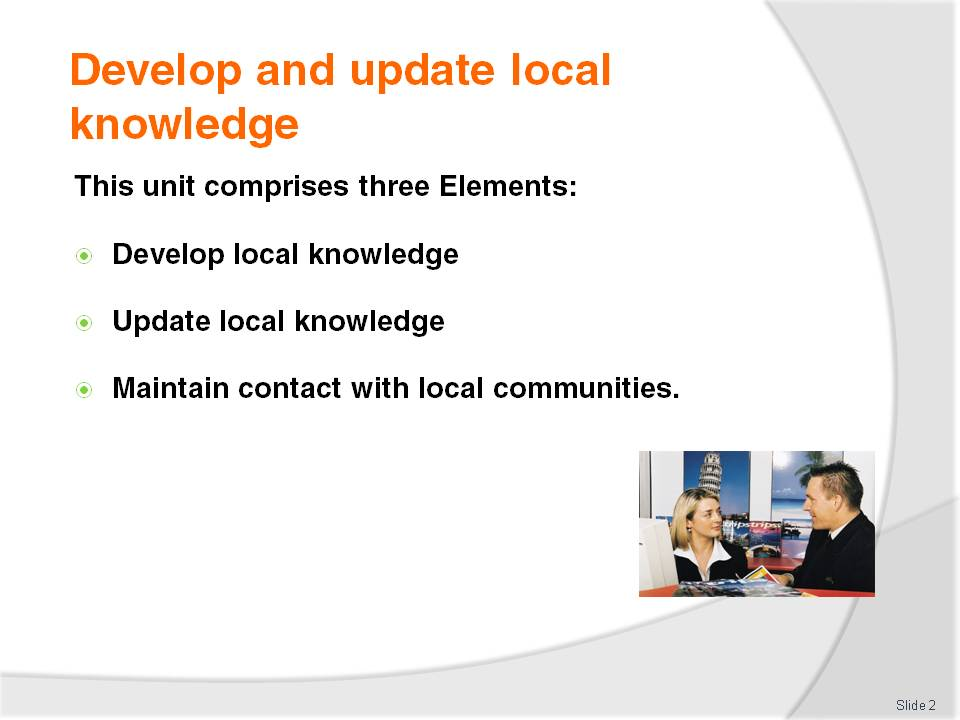 Develop and update local
knowledge
This unit comprises three Elements:
Develop local knowledge
Update local knowledge
Maintain contact with local communities.
tripstrips
Slide 2